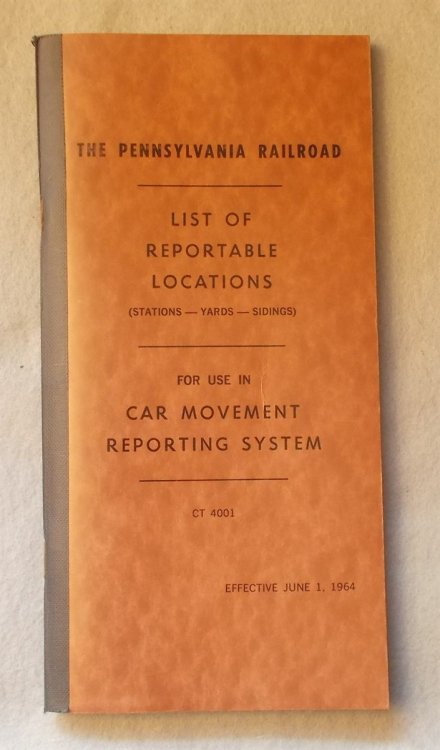 THE PENNSYLVANIA RAILROAD
LIST OF
REPORTABLE
LOCATIONS
(STATIONS — YARDS — SIDINGS)
FOR USE IN
CAR MOVEMENT
REPORTING SYSTEM
CT 4001
EFFECTIVE JUNE 1, 1964